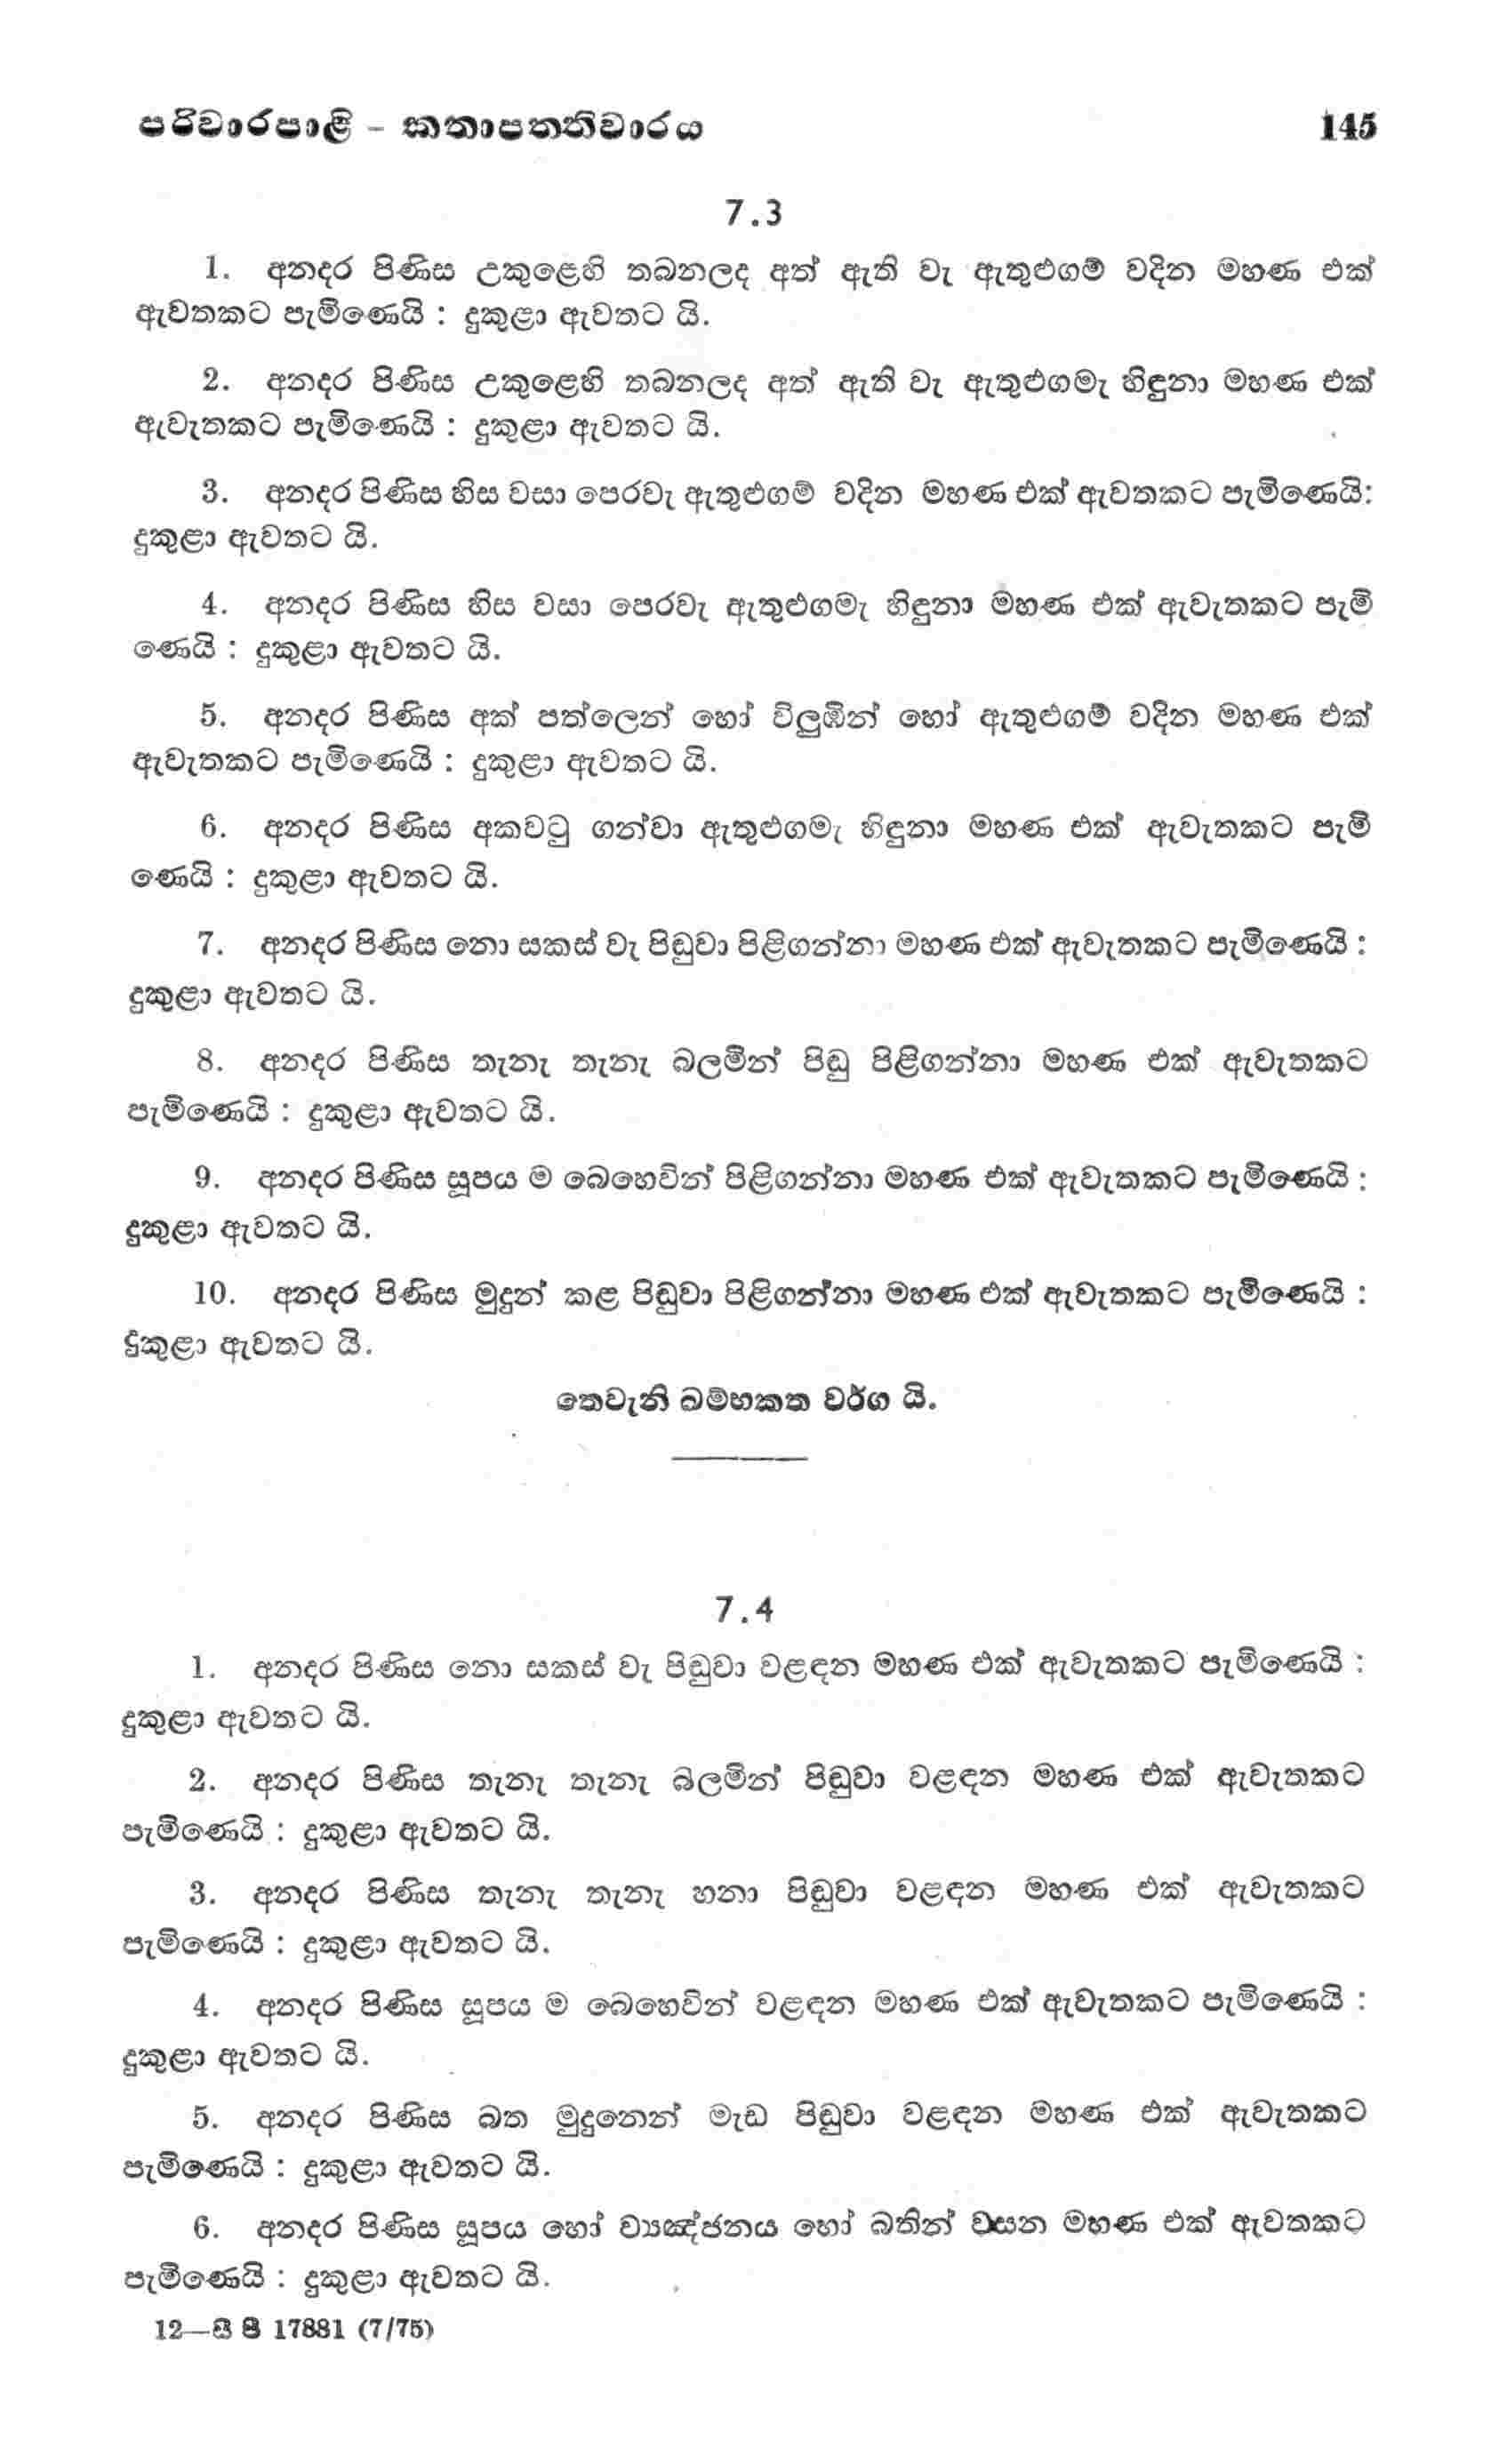 පරිවාරපාළි - කතාපතතිවාරය 145
7.3
1. අනදර පිණිස උකුළෙහි තබනලද අත් ඇති වැ ඇතුළුගම් වදින මහණ එක්
ඇවතකට පැමිණෙයි : දුකුළා ඇවතට යි.
2. අනදර පිණිස උකුළෙහි තබනලද අත් ඇති වැ ඇතුළුගමැ හිඳුනා මහණ එක්
ඇවැතකට පැමිණෙයි : දුකුළා ඇවතට යි.
3. අනදර පිණිස හිස වසා පෙරවැ ඇතුළුගම් වදින මහණ එක් ඇවතකට පැමිණෙයි:
දුකුළා ඇවතට යි.
4. අනදර පිණිස හිස වසා පෙරවැ ඇතුළුගමැ හිඳුනා මහණ එක් ඇවැතකට පැමි
ණෙයි : දුකුළා ඇවතට යි.
5. අනදර පිණිස අක් පත්ලෙන් හෝ විලුඹින් හෝ ඇතුළුගම් වදින මහණ එක්
ඇවැතකට පැමිණෙයි : දුකුළා ඇවතට යි.
6. අනදර පිණිස අකවටු ගන්වා ඇතුළුගමැ හිඳුනා මහණ එක් ඇවැතකට පැමි
ණෙයි : දුකුළා ඇවතට යි.
7. අනදර පිණිස නො සකස් වැ පිඬුවා පිළිගන්නා මහණ එක් ඇවැතකට පැමිණෙයි :
දුකුළා ඇවතට යි.
8. අනදර පිණිස තැනැ තැනැ බලමින් පිඬු පිළිගන්නා මහණ එක් ඇවැතකට
පැමිණෙයි : දුකුළා ඇවතට යි.
9. අනදර පිණිස සූපය ම බෙහෙවින් පිළිගන්නා මහණ එක් ඇවැතකට පැමිණෙයි :
දුකුළා ඇවතට යි.
10. අනදර පිණිස මුදුන් කළ පිඬුවා පිළිගන්නා මහණ එක් ඇවැතකට පැමිණෙයි :
දුකුළා ඇවතට යි.
තෙවැනි ඛම්භකත වර්ග යි.
7.4
1. අනදර පිණිස නො සකස් වැ පිඬුවා වළඳන මහණ එක් ඇවැතකට පැමිණෙයි :
දුකුළා ඇවතට යි.
2. අනදර පිණිස තැනැ තැනැ බලමින් පිඬුවා වළඳන මහණ එක් ඇවැතකට
පැමිණෙයි : දුකුළා ඇවතට යි.
3. අනදර පිණිස තැනැ තැනැ හනා පිඬුවා වළඳන මහණ එක් ඇවැතකට
පැමිණෙයි : දුකුළා ඇවතට යි.
4. අනදර පිණිස සූපය ම බෙහෙවින් වළඳන මහණ එක් ඇවැතකට පැමිණෙයි :
දුකුළා ඇවතට යි.
5. අනදර පිණිස බත මුදුනෙන් මැඩ පිඬුවා වළඳන මහණ එක් ඇවැතකට
පැමිණෙයි : දුකුළා ඇවතට යි.
6. අනදර පිණිස සූපය හෝ ව්‍යඤ්ජනය හෝ බතින් වසන මහණ එක් ඇවතකට
පැමිණෙයි : දුකුළා ඇවතට යි.
12—සී පී 17881 (7/75)